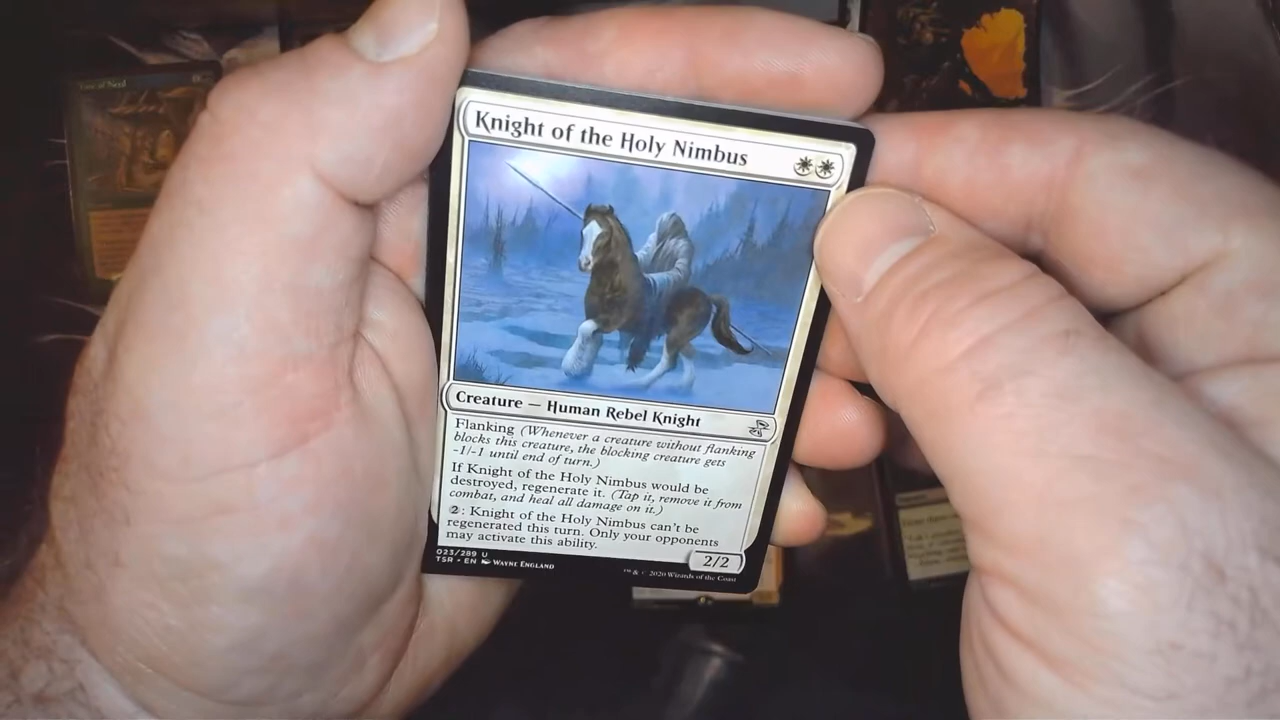 Knight of the Holy Nimbus
Creature — Human Rebel Knight
Flanking (Whenever a creature without flanking
blocks this creature, the blocking creature gets
-1/-1 until end of turn.)
If Knight of the Holy Nimbus would be
destroyed, regenerate it. (Tap it, remove it from
combat, and heal all damage on it.)
2: Knight of the Holy Nimbus can't be
regenerated this turn. Only your opponents
may activate this ability.
2/2
023/289 U
TSR • EN Wayne England
™ & © 2020 Wizards of the Coast